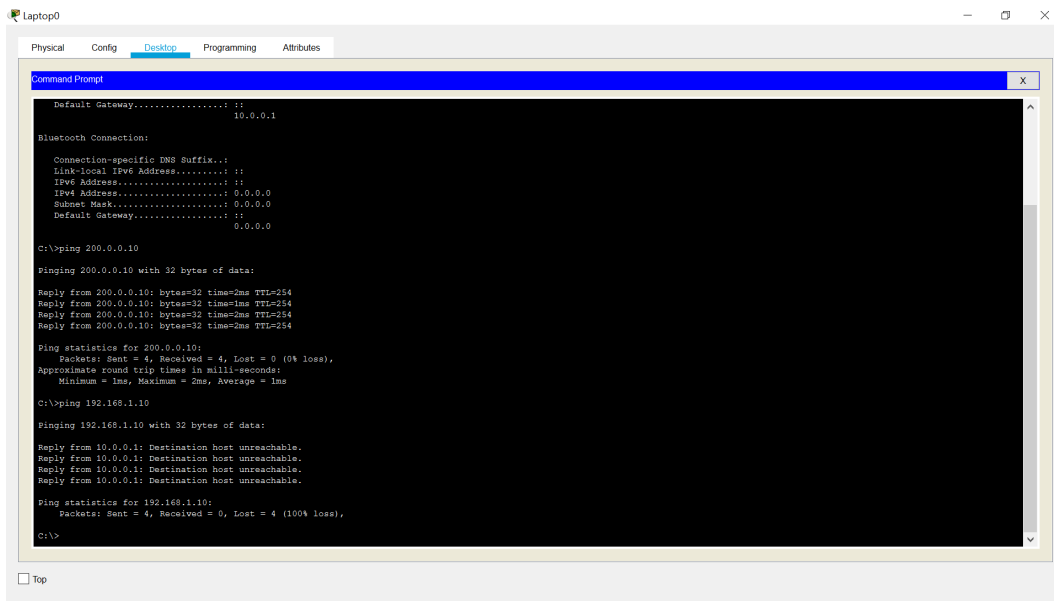 Laptop0
Physical Config Desktop Programming Attributes
Command Prompt
X
Default Gateway.................: ::
10.0.0.1
Bluetooth Connection:
Connection-specific DNS Suffix..:
Link-local IPv6 Address.........: ::
IPv6 Address....................: ::
IPv4 Address....................: 0.0.0.0
Subnet Mask.....................: 0.0.0.0
Default Gateway.................: ::
0.0.0.0
C:\>ping 200.0.0.10
Pinging 200.0.0.10 with 32 bytes of data:
Reply from 200.0.0.10: bytes=32 time=2ms TTL=254
Reply from 200.0.0.10: bytes=32 time=1ms TTL=254
Reply from 200.0.0.10: bytes=32 time=2ms TTL=254
Reply from 200.0.0.10: bytes=32 time=2ms TTL=254
Ping statistics for 200.0.0.10:
Packets: Sent = 4, Received = 4, Lost = 0 (0% loss),
Approximate round trip times in milli-seconds:
Minimum = 1ms, Maximum = 2ms, Average = 1ms
C:\>ping 192.168.1.10
Pinging 192.168.1.10 with 32 bytes of data:
Reply from 10.0.0.1: Destination host unreachable.
Reply from 10.0.0.1: Destination host unreachable.
Reply from 10.0.0.1: Destination host unreachable.
Reply from 10.0.0.1: Destination host unreachable.
Ping statistics for 192.168.1.10:
Packets: Sent = 4, Received = 0, Lost = 4 (100% loss),
C:\>
Top